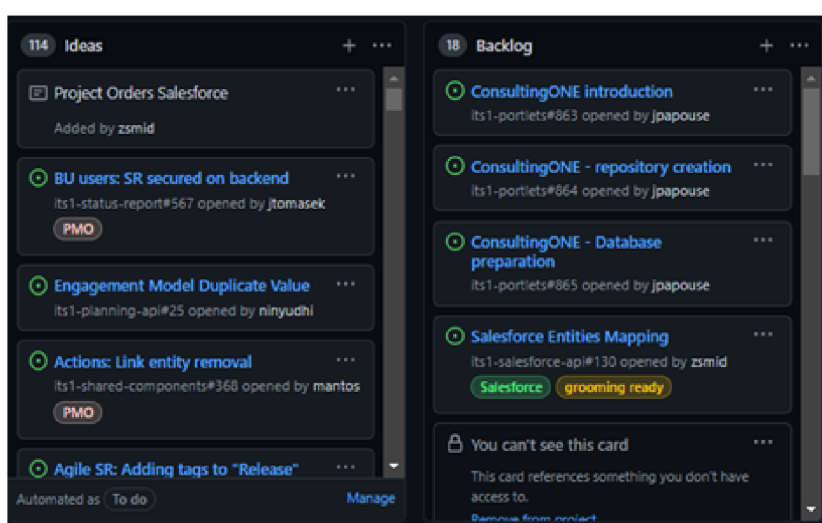 114 Ideas
Project Orders Salesforce
Added by zsmid
BU users: SR secured on backend
its1-status-report#567 opened by jtomasek
PMO
Engagement Model Duplicate Value
its1-planning-api#25 opened by ninyudhi
Actions: Link entity removal
its1-shared-components#368 opened by mantos
PMO
Agile SR: Adding tags to "Release"
Automated as To do
Manage
18 Backlog
ConsultingONE introduction
its1-portlets#863 opened by jpapouse
ConsultingONE - repository creation
its1-portlets#864 opened by jpapouse
ConsultingONE - Database
preparation
its1-portlets#865 opened by jpapouse
Salesforce Entities Mapping
its1-salesforce-api#130 opened by zsmid
Salesforce grooming ready
You can't see this card
This card references something you don't have
access to.
Remove from project